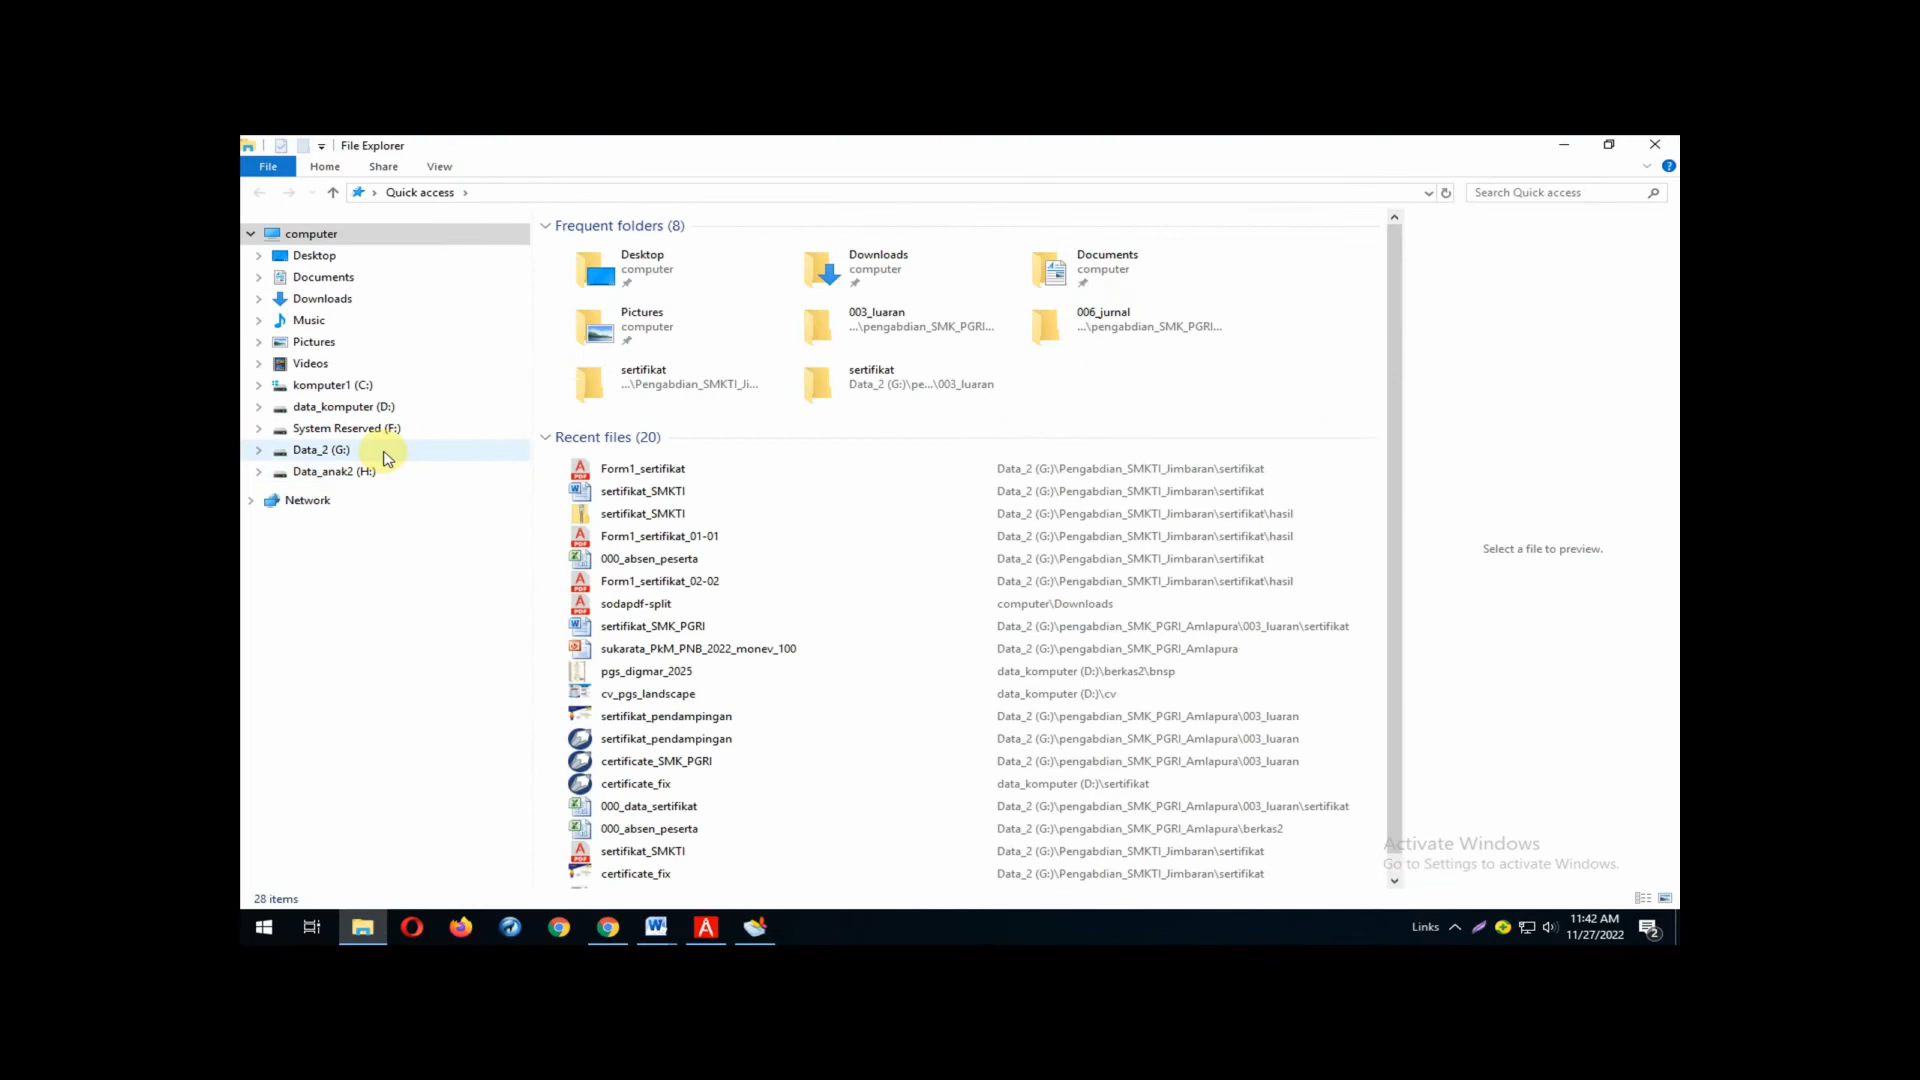 File Explorer
File Home Share View
Quick access
Search Quick access
computer
Desktop
Documents
Downloads
Music
Pictures
Videos
komputer1 (C:)
data_komputer (D:)
System Reserved (F:)
Data_2 (G:)
Data_anak2 (H:)
Network
Frequent folders (8)
Desktop
computer
Downloads
computer
Documents
computer
Pictures
computer
003_luaran
...\pengabdian_SMK_PGRI...
006_jurnal
...\pengabdian_SMK_PGRI...
sertifikat
...\Pengabdian_SMKTI_Ji...
sertifikat
Data_2 (G:)\pe...\003_luaran
Recent files (20)
Form1_sertifikat Data_2 (G:)\Pengabdian_SMKTI_Jimbaran\sertifikat
sertifikat_SMKTI Data_2 (G:)\Pengabdian_SMKTI_Jimbaran\sertifikat
sertifikat_SMKTI Data_2 (G:)\Pengabdian_SMKTI_Jimbaran\sertifikat\hasil
Form1_sertifikat_01-01 Data_2 (G:)\Pengabdian_SMKTI_Jimbaran\sertifikat\hasil
000_absen_peserta Data_2 (G:)\Pengabdian_SMKTI_Jimbaran\sertifikat
Form1_sertifikat_02-02 Data_2 (G:)\Pengabdian_SMKTI_Jimbaran\sertifikat\hasil
sodapdf-split computer\Downloads
sertifikat_SMK_PGRI Data_2 (G:)\pengabdian_SMK_PGRI_Amlapura\003_luaran\sertifikat
sukarata_PkM_PNB_2022_monev_100 Data_2 (G:)\pengabdian_SMK_PGRI_Amlapura
pgs_digmar_2025 data_komputer (D:)\berkas2\bnsp
cv_pgs_landscape data_komputer (D:)\cv
sertifikat_pendampingan Data_2 (G:)\pengabdian_SMK_PGRI_Amlapura\003_luaran
sertifikat_pendampingan Data_2 (G:)\pengabdian_SMK_PGRI_Amlapura\003_luaran
certificate_SMK_PGRI Data_2 (G:)\pengabdian_SMK_PGRI_Amlapura\003_luaran
certificate_fix data_komputer (D:)\sertifikat
000_data_sertifikat Data_2 (G:)\pengabdian_SMK_PGRI_Amlapura\003_luaran\sertifikat
000_absen_peserta Data_2 (G:)\pengabdian_SMK_PGRI_Amlapura\berkas2
sertifikat_SMKTI Data_2 (G:)\Pengabdian_SMKTI_Jimbaran\sertifikat
certificate_fix Data_2 (G:)\Pengabdian_SMKTI_Jimbaran\sertifikat
Select a file to preview.
Activate Windows
Go to Settings to activate Windows.
28 items
Links
11:42 AM
11/27/2022
2